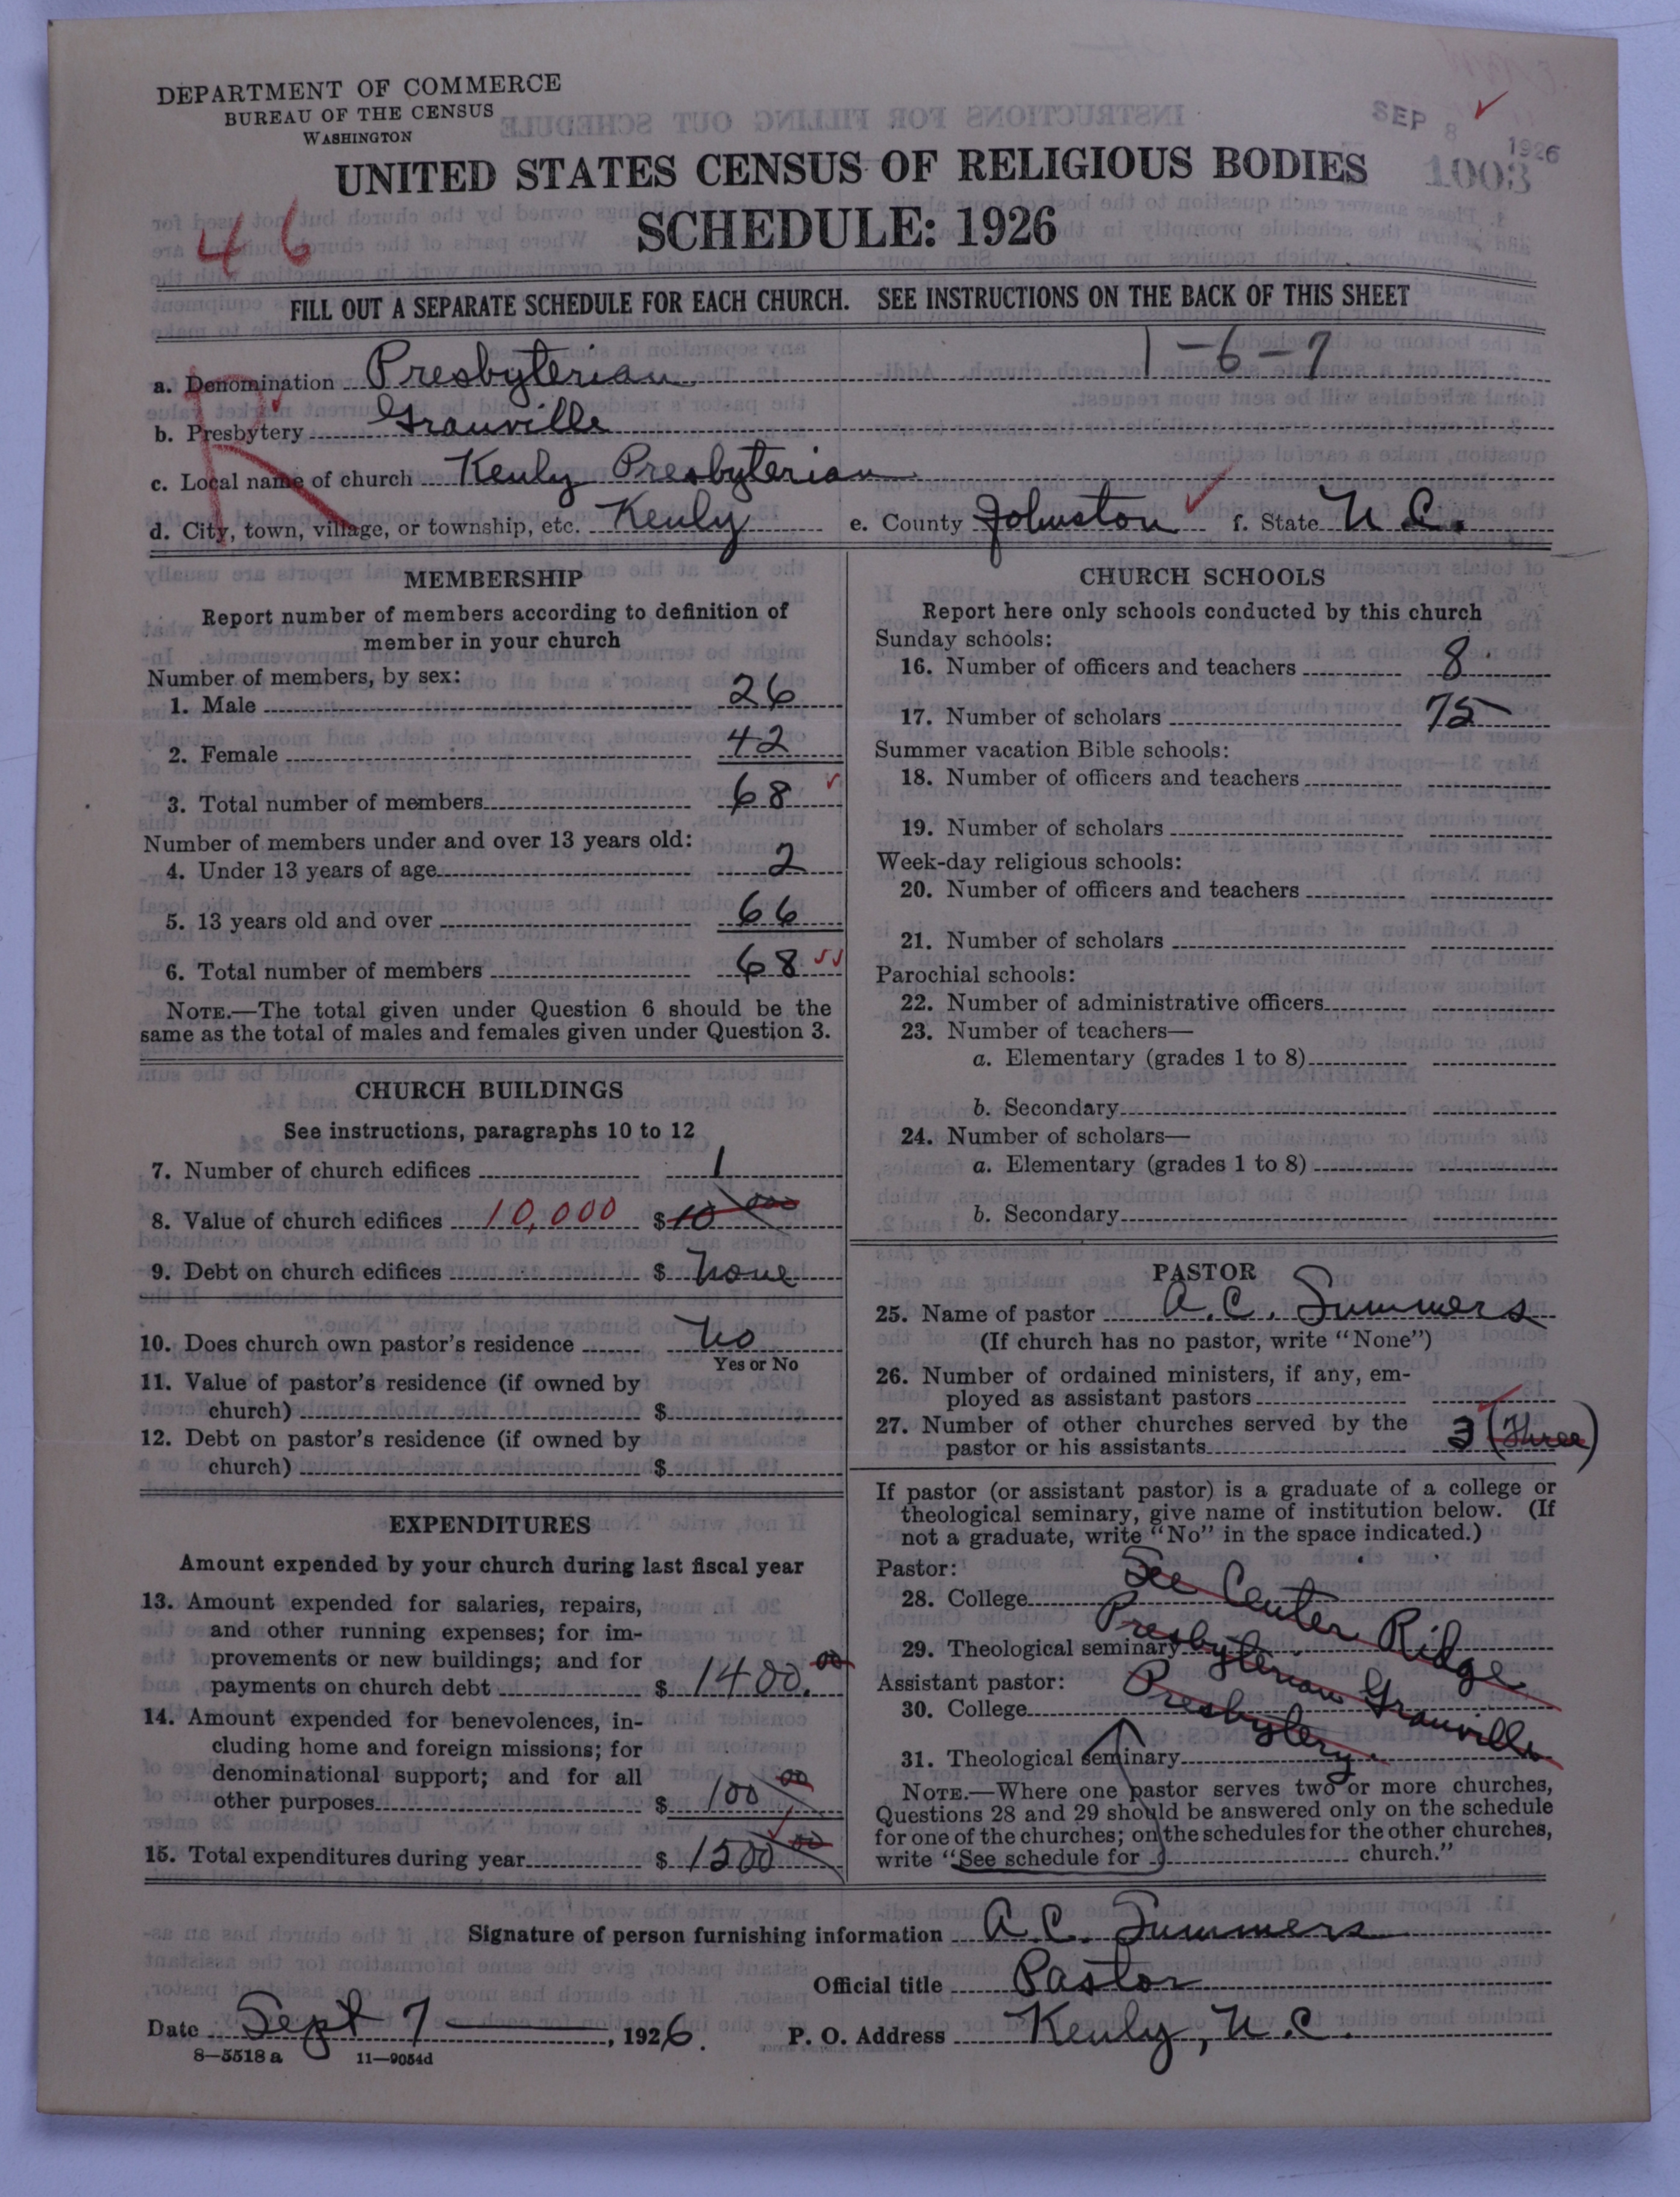 DEPARTMENT OF COMMERCE
BUREAU OF THE CENSUS
WASHINGTON
SEP 8 1926
1003
UNITED STATES CENSUS OF RELIGIOUS BODIES
SCHEDULE: 1926
46
FILL OUT A SEPARATE SCHEDULE FOR EACH CHURCH. SEE INSTRUCTIONS ON THE BACK OF THIS SHEET
1-6-7
a. Denomination Presbyterian
b. Presbytery Granville
R
c. Local name of church Kenly Presbyterian
d. City, town, village, or township, etc. Kenly e. County Johnston f. State N.C.
MEMBERSHIP
Report number of members according to definition of
member in your church
Number of members, by sex:
1. Male 26
2. Female 42
3. Total number of members 68
Number of members under and over 13 years old:
4. Under 13 years of age 2
5. 13 years old and over 66
6. Total number of members 68
NOTE.—The total given under Question 6 should be the
same as the total of males and females given under Question 3.
CHURCH BUILDINGS
See instructions, paragraphs 10 to 12
7. Number of church edifices 1
8. Value of church edifices 10,000 $10 000
9. Debt on church edifices $ None
10. Does church own pastor's residence No
Yes or No
11. Value of pastor's residence (if owned by
church) $
12. Debt on pastor's residence (if owned by
church) $
EXPENDITURES
Amount expended by your church during last fiscal year
13. Amount expended for salaries, repairs,
and other running expenses; for im-
provements or new buildings; and for
payments on church debt $ 1400.00
14. Amount expended for benevolences, in-
cluding home and foreign missions; for
denominational support; and for all
other purposes $ 100 00
15. Total expenditures during year $ 1500 00
CHURCH SCHOOLS
Report here only schools conducted by this church
Sunday schools:
16. Number of officers and teachers 8
17. Number of scholars 75
Summer vacation Bible schools:
18. Number of officers and teachers
19. Number of scholars
Week-day religious schools:
20. Number of officers and teachers
21. Number of scholars
Parochial schools:
22. Number of administrative officers
23. Number of teachers—
a. Elementary (grades 1 to 8)
b. Secondary
24. Number of scholars—
a. Elementary (grades 1 to 8)
b. Secondary
PASTOR
25. Name of pastor A. C. Summers
(If church has no pastor, write "None")
26. Number of ordained ministers, if any, em-
ployed as assistant pastors
27. Number of other churches served by the
pastor or his assistants 3 (Three)
If pastor (or assistant pastor) is a graduate of a college or
theological seminary, give name of institution below. (If
not a graduate, write "No" in the space indicated.)
Pastor:
28. College
29. Theological seminary
Assistant pastor:
30. College
31. Theological seminary
See Center Ridge
Presbyterian Granville
Presbytery.
NOTE.—Where one pastor serves two or more churches,
Questions 28 and 29 should be answered only on the schedule
for one of the churches; on the schedules for the other churches,
write "See schedule for church."
Signature of person furnishing information A. C. Summers
Official title Pastor
Date Sept 7, 1926. P. O. Address Kenly, N.C.
8—5518 a 11—9054d